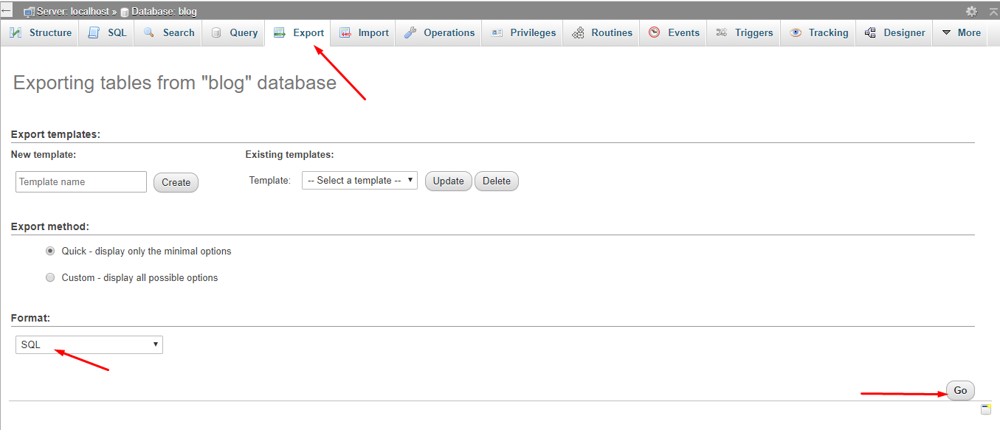 Server: localhost » Database: blog
Structure SQL Search Query Export Import Operations Privileges Routines Events Triggers Tracking Designer More
Exporting tables from "blog" database
Export templates:
New template: Existing templates:
Template name Create Template: -- Select a template -- Update Delete
Export method:
Quick - display only the minimal options
Custom - display all possible options
Format:
SQL
Go